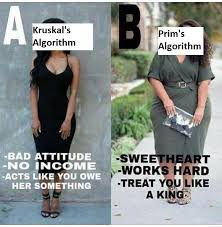 A
Kruskal's
Algorithm
-BAD ATTITUDE
-NO INCOME
-ACTS LIKE YOU OWE
HER SOMETHING
B
Prim's
Algorithm
-SWEETHEART
-WORKS HARD
-TREAT YOU LIKE
A KING